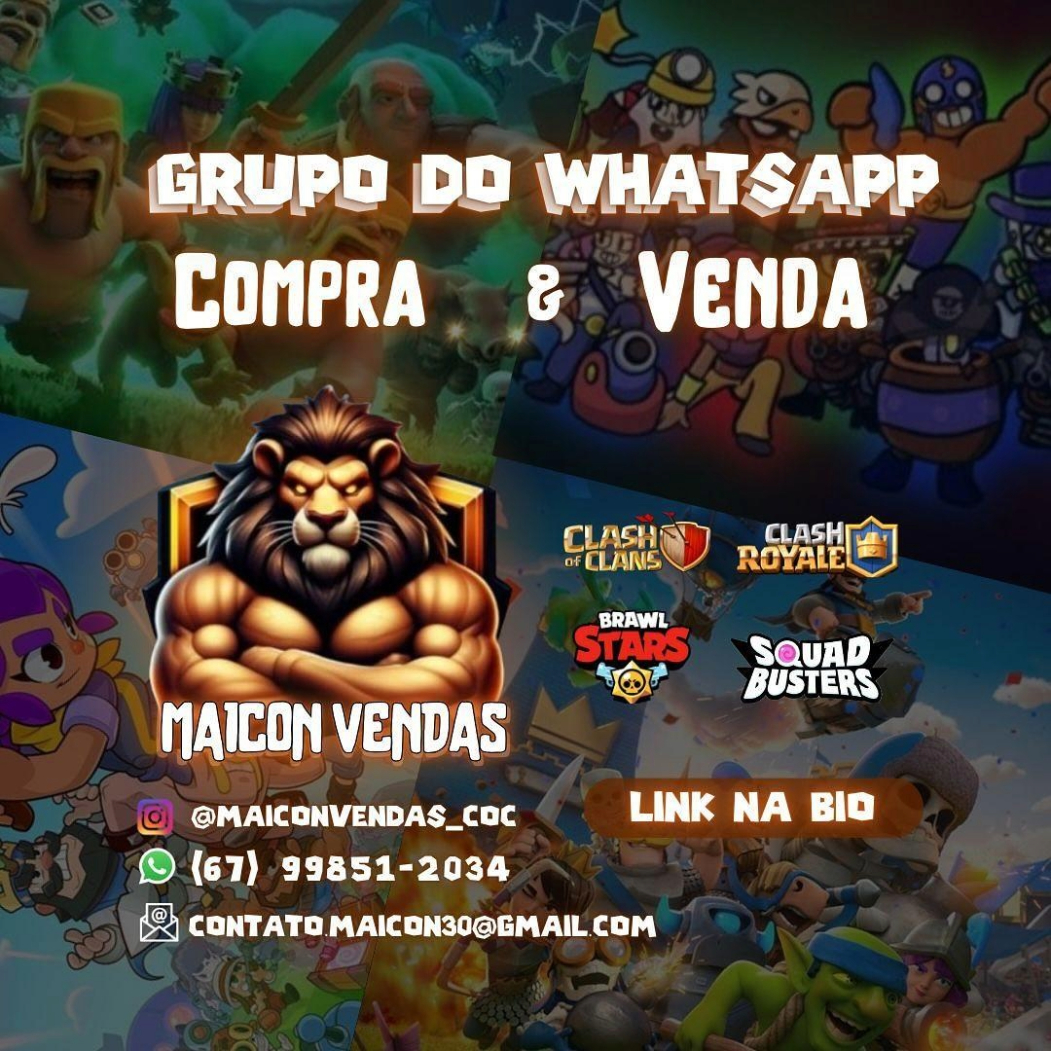 GRUPO DO WHATSAPP
COMPRA & VENDA
CLASH OF CLANS
CLASH ROYALE
BRAWL STARS
SQUAD BUSTERS
MAICON VENDAS
LINK NA BIO
@MAICONVENDAS_COC
(67) 99851-2034
CONTATO.MAICON30@GMAIL.COM